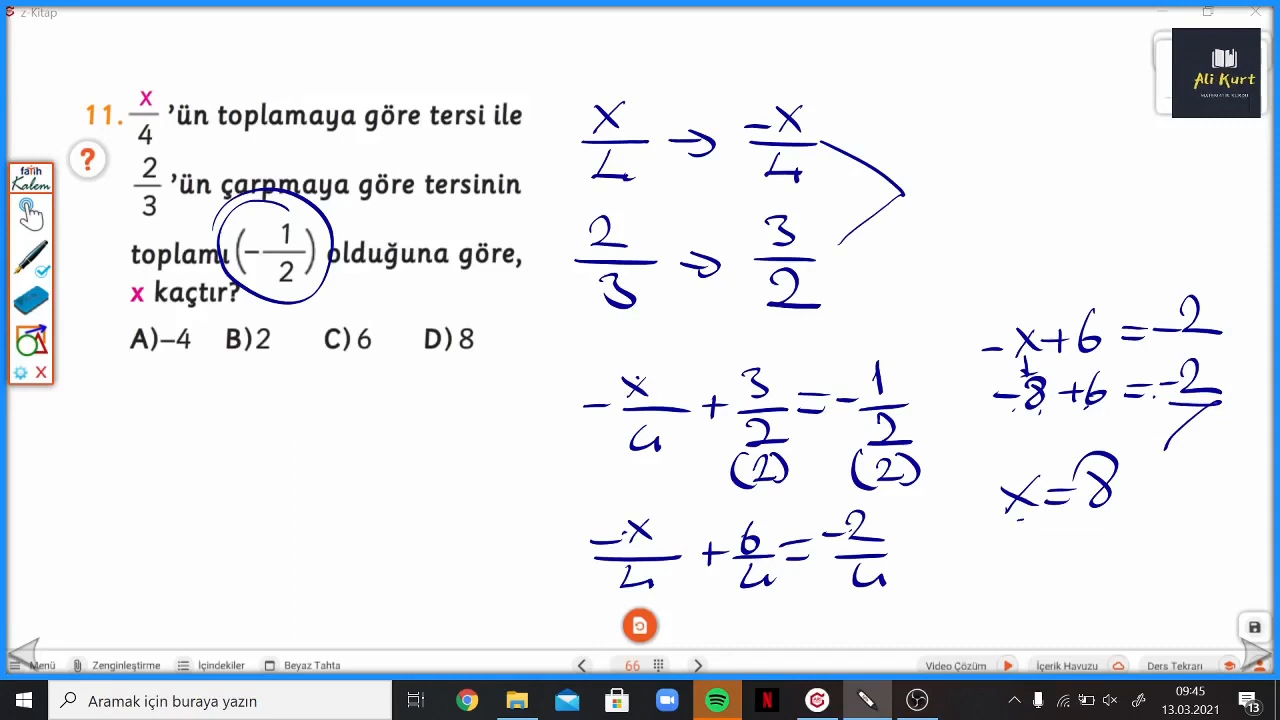 z-Kitap
Ali Kurt
11. x/4 'ün toplamaya göre tersi ile
2/3 'ün çarpmaya göre tersinin
toplamı (-1/2) olduğuna göre,
x kaçtır?
A)–4 B)2 C)6 D)8
?
fatih
Kalem
X
x/4 → -x/4
2/3 → 3/2
-x/4 + 3/2 = -1/2
(2) (2)
-x/4 + 6/4 = -2/4
-x+6 = -2
-8+6 = -2
x=8
Menü Zenginleştirme İçindekiler Beyaz Tahta 66 Video Çözüm İçerik Havuzu Ders Tekrarı
Aramak için buraya yazın
09:45
13.03.2021
13